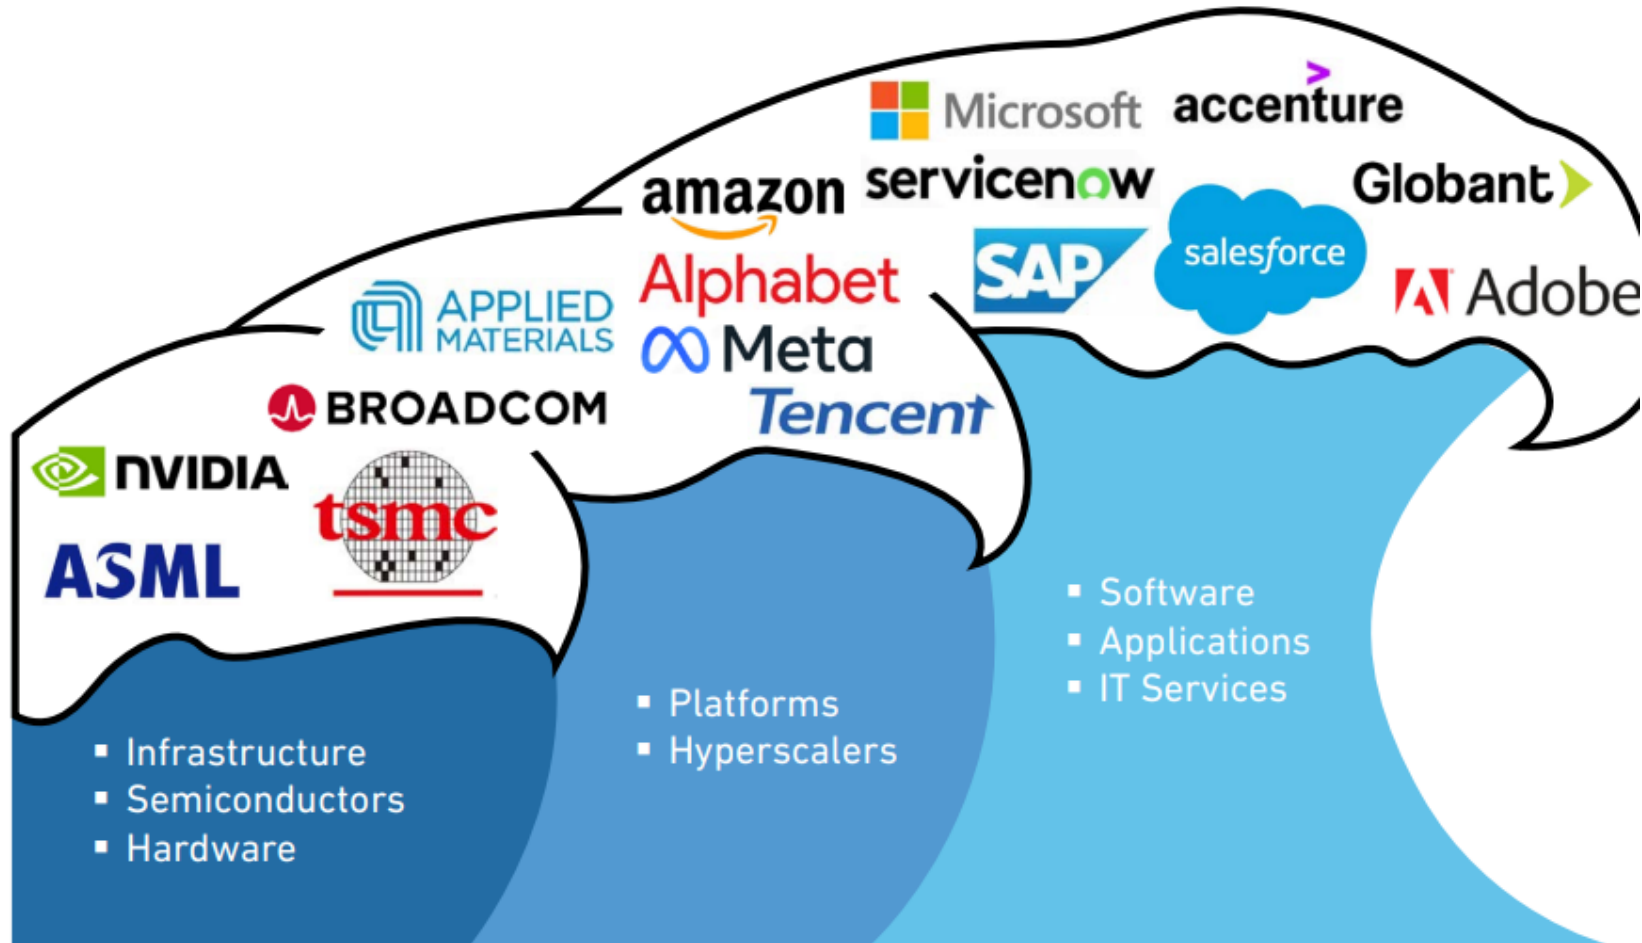 NVIDIA
ASML
BROADCOM
tsmc
APPLIED
MATERIALS
▪ Infrastructure
▪ Semiconductors
▪ Hardware
amazon
Alphabet
Meta
Tencent
▪ Platforms
▪ Hyperscalers
Microsoft
accenture
>
servicenow
Globant
SAP
salesforce
Adobe
▪ Software
▪ Applications
▪ IT Services